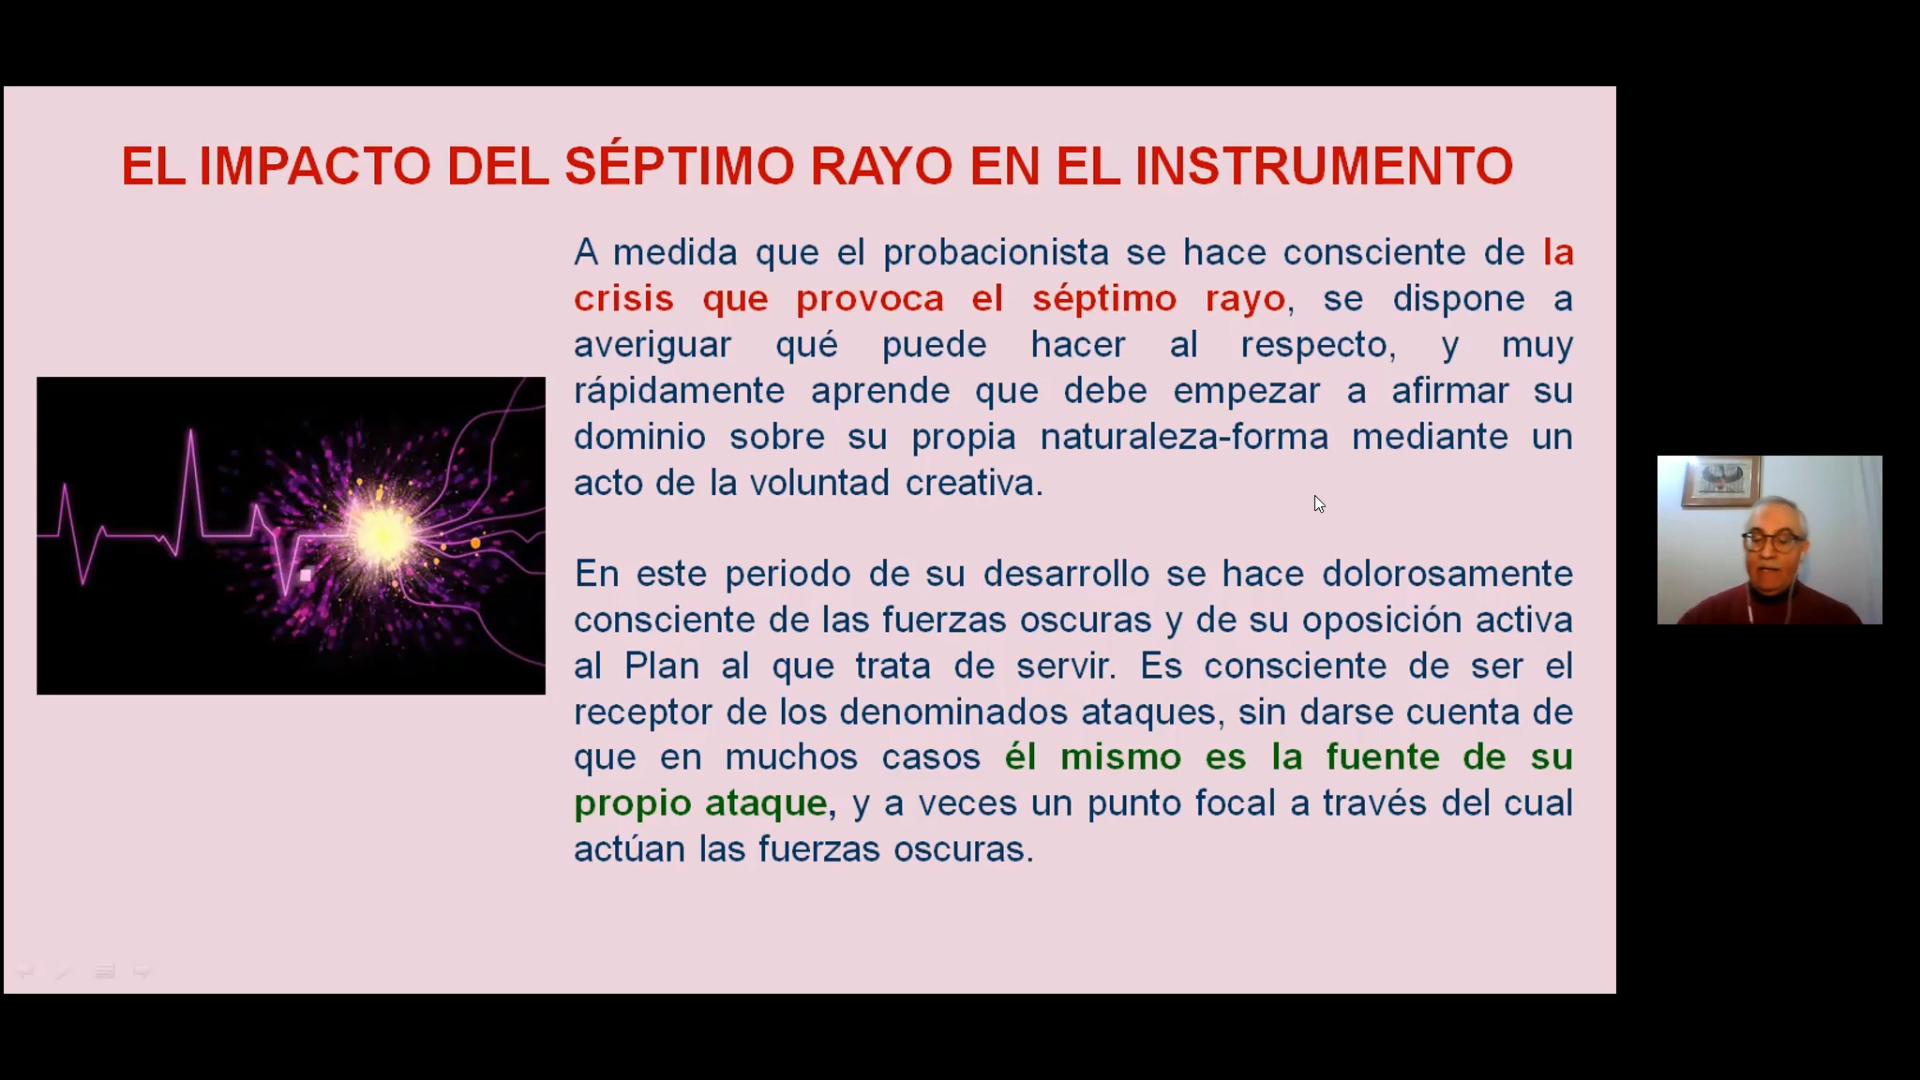 EL IMPACTO DEL SÉPTIMO RAYO EN EL INSTRUMENTO
A medida que el probacionista se hace consciente de la
crisis que provoca el séptimo rayo, se dispone a
averiguar qué puede hacer al respecto, y muy
rápidamente aprende que debe empezar a afirmar su
dominio sobre su propia naturaleza-forma mediante un
acto de la voluntad creativa.
En este periodo de su desarrollo se hace dolorosamente
consciente de las fuerzas oscuras y de su oposición activa
al Plan al que trata de servir. Es consciente de ser el
receptor de los denominados ataques, sin darse cuenta de
que en muchos casos él mismo es la fuente de su
propio ataque, y a veces un punto focal a través del cual
actúan las fuerzas oscuras.